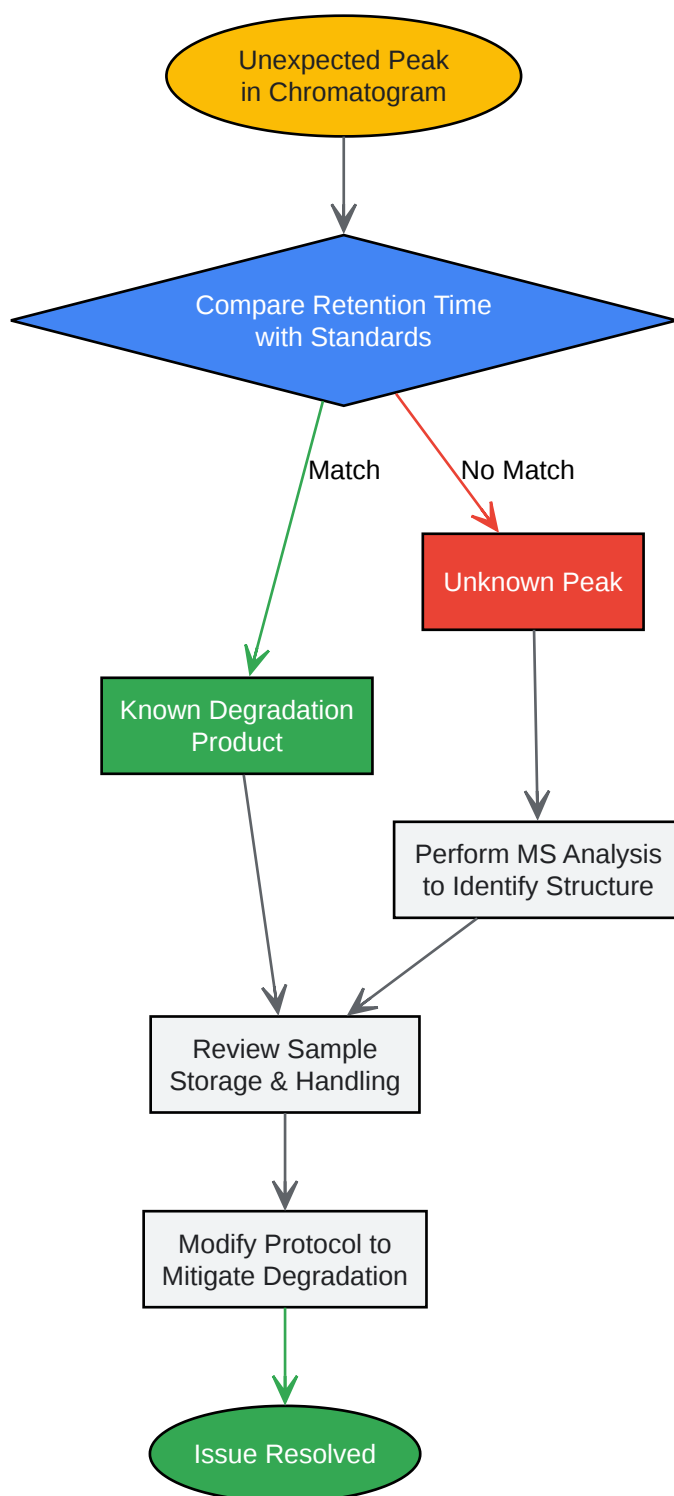 Unexpected Peak
in Chromatogram
Compare Retention Time
with Standards
Match
No Match
Unknown Peak
Known Degradation
Product
Perform MS Analysis
to Identify Structure
Review Sample
Storage & Handling
Modify Protocol to
Mitigate Degradation
Issue Resolved